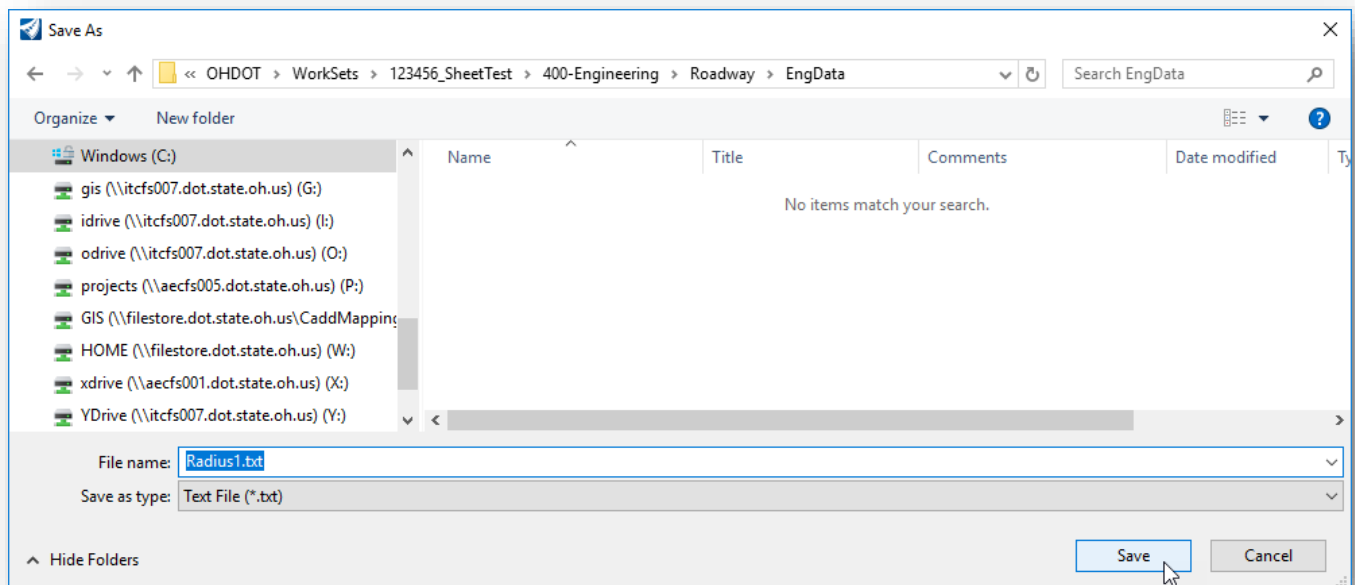 Save As
« OHDOT > WorkSets > 123456_SheetTest > 400-Engineering > Roadway > EngData
Search EngData
Organize
New folder
?
Windows (C:)
gis (\\itcfs007.dot.state.oh.us) (G:)
idrive (\\itcfs007.dot.state.oh.us) (I:)
odrive (\\itcfs007.dot.state.oh.us) (O:)
projects (\\aecfs005.dot.state.oh.us) (P:)
GIS (\\filestore.dot.state.oh.us\CaddMapping
HOME (\\filestore.dot.state.oh.us) (W:)
xdrive (\\aecfs001.dot.state.oh.us) (X:)
YDrive (\\itcfs007.dot.state.oh.us) (Y:)
Name Title Comments Date modified Ty
No items match your search.
File name: Radius1.txt
Save as type: Text File (*.txt)
Hide Folders
Save Cancel